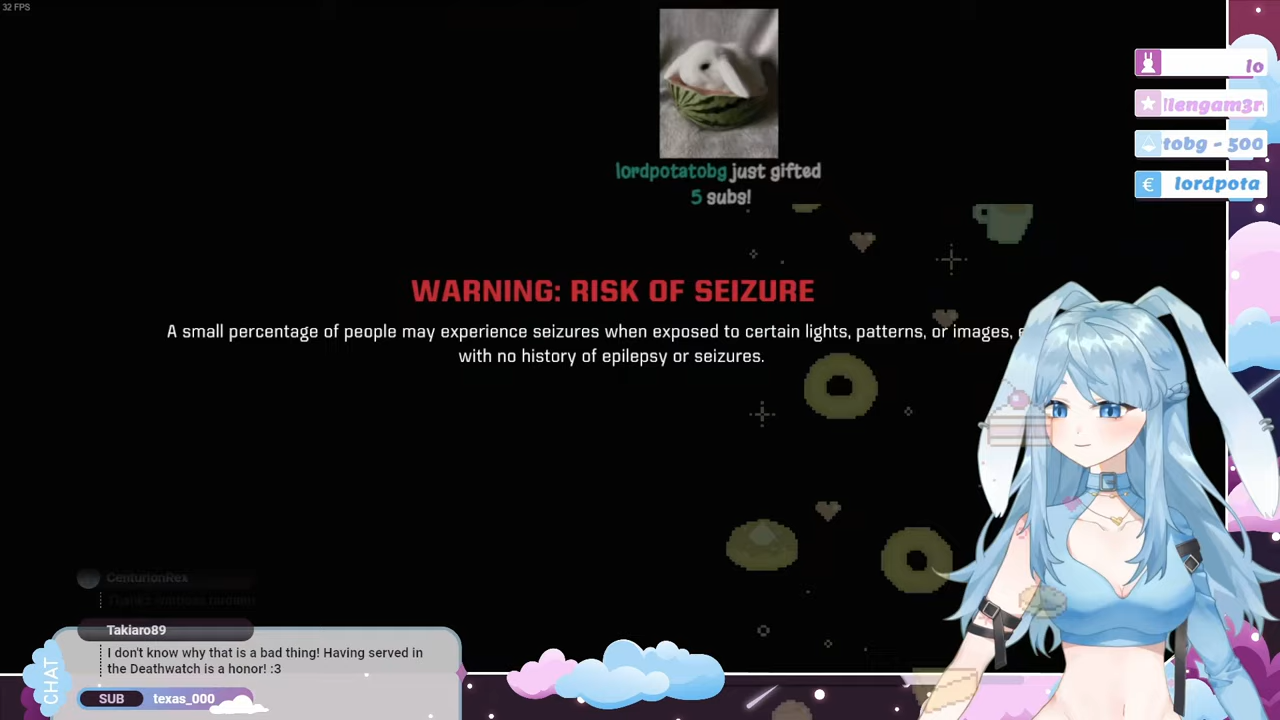 32 FPS
lordpotatobg just gifted
5 subs!
lo
llengam3r
tobg - 500
€ lordpota
WARNING: RISK OF SEIZURE
A small percentage of people may experience seizures when exposed to certain lights, patterns, or images, e
with no history of epilepsy or seizures.
CenturionRex
Takiaro89
I don't know why that is a bad thing! Having served in
the Deathwatch is a honor! :3
CHAT
SUB texas_000